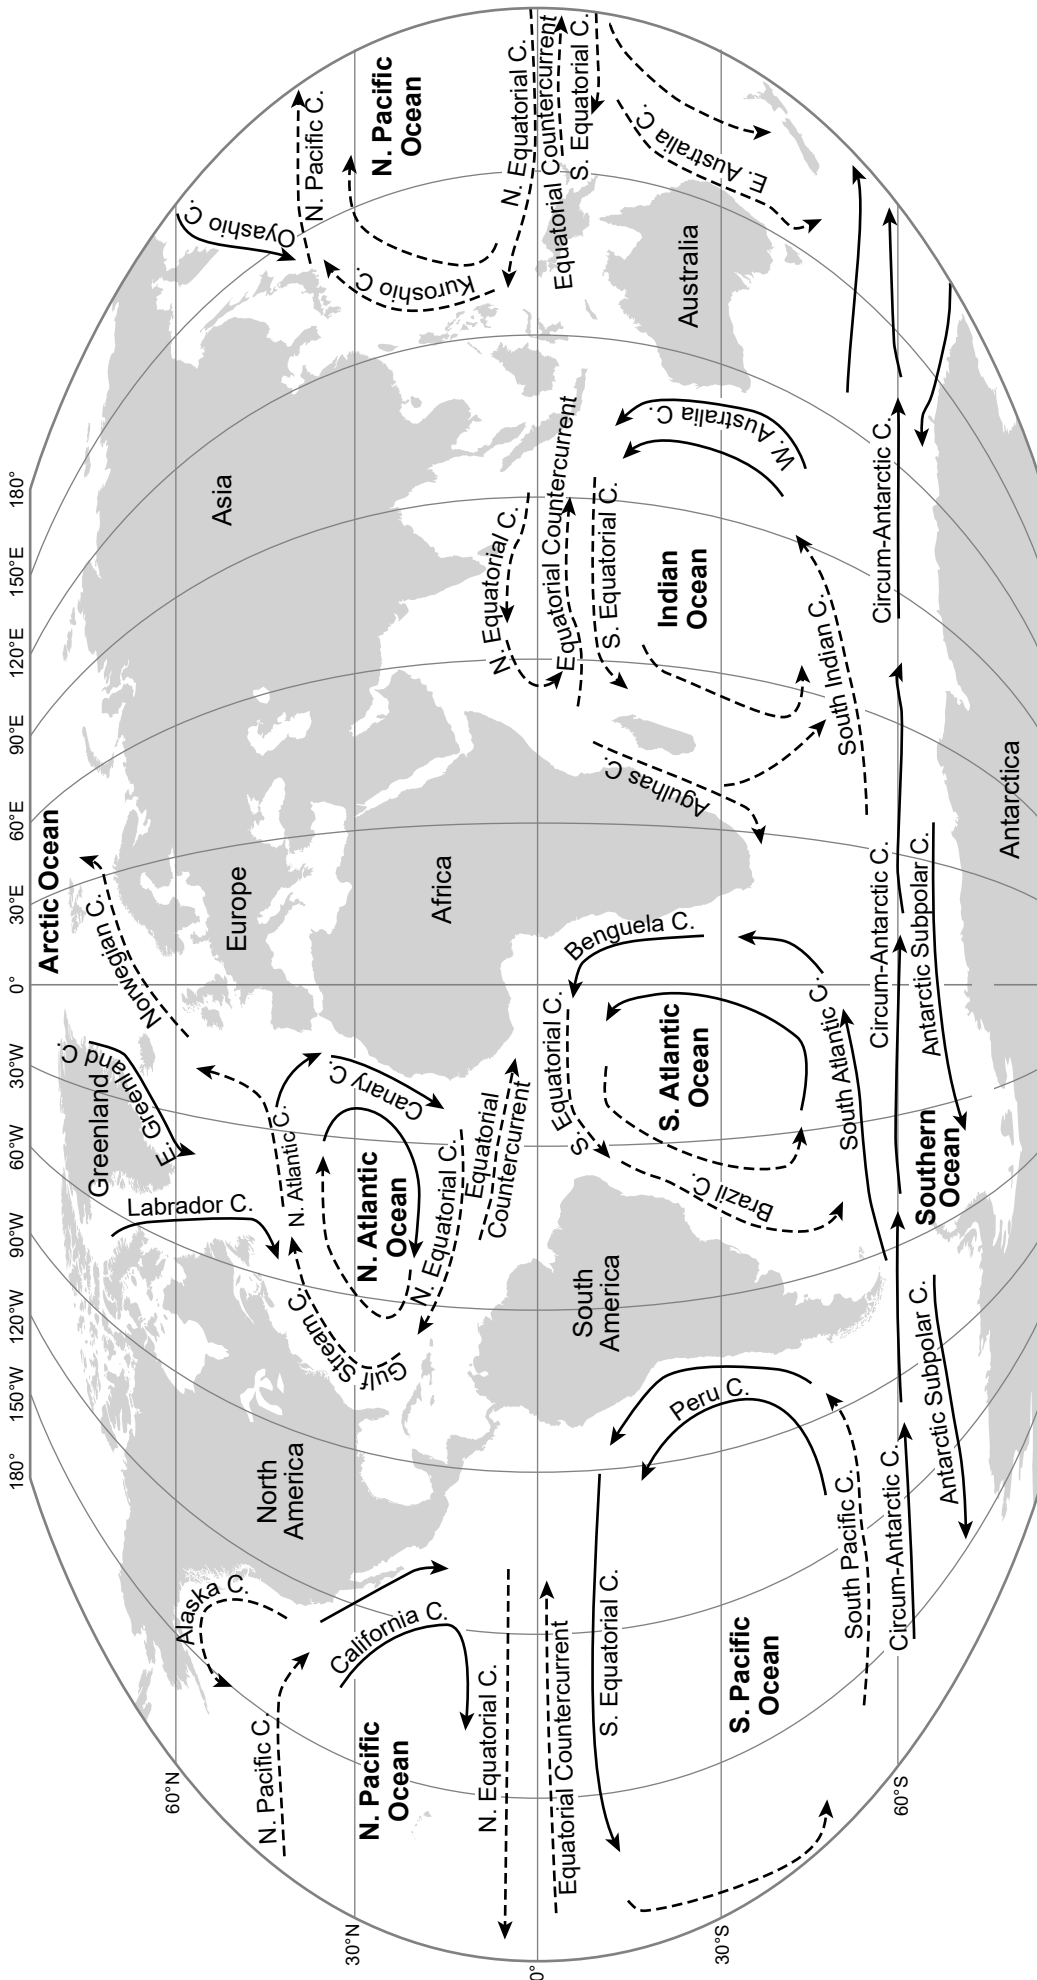 180°
150°W
120°W
90°W
60°W
30°W
0°
30°E
60°E
90°E
120°E
150°E
180°
60°N
30°N
0°
30°S
60°S
Arctic Ocean
Norwegian C.
E. Greenland C.
Greenland
Labrador C.
Alaska C.
N. Pacific C.
California C.
N. Pacific
Ocean
North
America
N. Atlantic C.
Gulf
Stream C.
Canary C.
N. Atlantic
Ocean
N. Equatorial C.
Equatorial
Countercurrent
Europe
Asia
Africa
Oyashio C.
N. Pacific C.
Kuroshio C.
N. Pacific
Ocean
N. Equatorial C.
Equatorial Countercurrent
S. Equatorial C.
N. Equatorial C.
Equatorial Countercurrent
S. Equatorial C.
S. Pacific
Ocean
Peru C.
South Pacific C.
South
America
S. Equatorial C.
Brazil C.
S. Atlantic
Ocean
Benguela C.
South Atlantic C.
N. Equatorial C.
Equatorial Countercurrent
S. Equatorial C.
Agulhas C.
Indian
Ocean
South Indian C.
W. Australia C.
Australia
E. Australia C.
Circum-Antarctic C.
Antarctic Subpolar C.
Southern
Ocean
Circum-Antarctic C.
Circum-Antarctic C.
Antarctic Subpolar C.
Circum-Antarctic C.
Antarctica